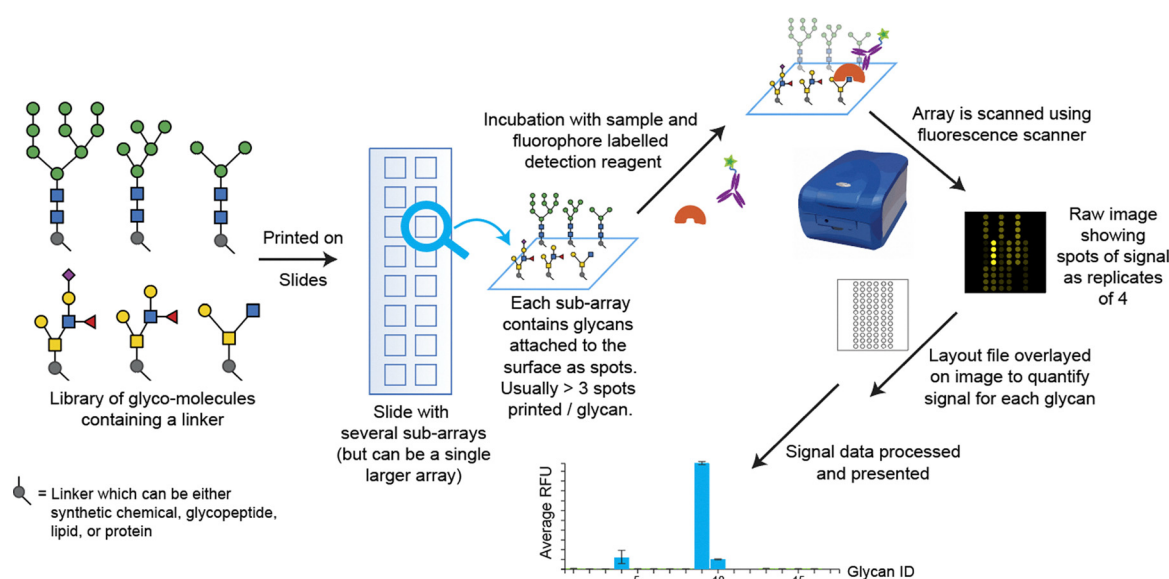 Library of glyco-molecules
containing a linker
= Linker which can be either
synthetic chemical, glycopeptide,
lipid, or protein
Printed on
Slides
Slide with
several sub-arrays
(but can be a single
larger array)
Each sub-array
contains glycans
attached to the
surface as spots.
Usually > 3 spots
printed / glycan.
Incubation with sample and
fluorophore labelled
detection reagent
Array is scanned using
fluorescence scanner
Raw image
showing
spots of signal
as replicates
of 4
Layout file overlayed
on image to quantify
signal for each glycan
Signal data processed
and presented
Average RFU
5
10
15
Glycan ID